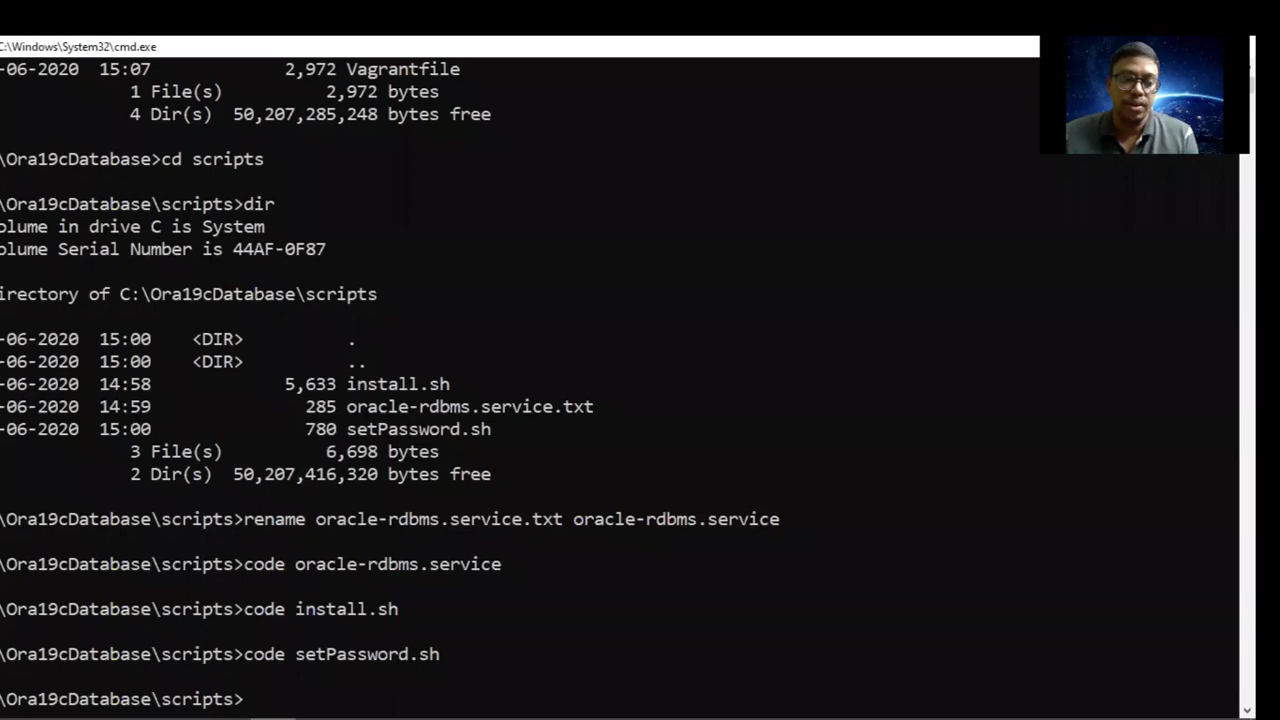 C:\Windows\System32\cmd.exe
-06-2020  15:07             2,972 Vagrantfile
1 File(s)          2,972 bytes
4 Dir(s)  50,207,285,248 bytes free
\Ora19cDatabase>cd scripts
\Ora19cDatabase\scripts>dir
olume in drive C is System
olume Serial Number is 44AF-0F87
irectory of C:\Ora19cDatabase\scripts
-06-2020  15:00    <DIR>          .
-06-2020  15:00    <DIR>          ..
-06-2020  14:58             5,633 install.sh
-06-2020  14:59               285 oracle-rdbms.service.txt
-06-2020  15:00               780 setPassword.sh
3 File(s)          6,698 bytes
2 Dir(s)  50,207,416,320 bytes free
\Ora19cDatabase\scripts>rename oracle-rdbms.service.txt oracle-rdbms.service
\Ora19cDatabase\scripts>code oracle-rdbms.service
\Ora19cDatabase\scripts>code install.sh
\Ora19cDatabase\scripts>code setPassword.sh
\Ora19cDatabase\scripts>